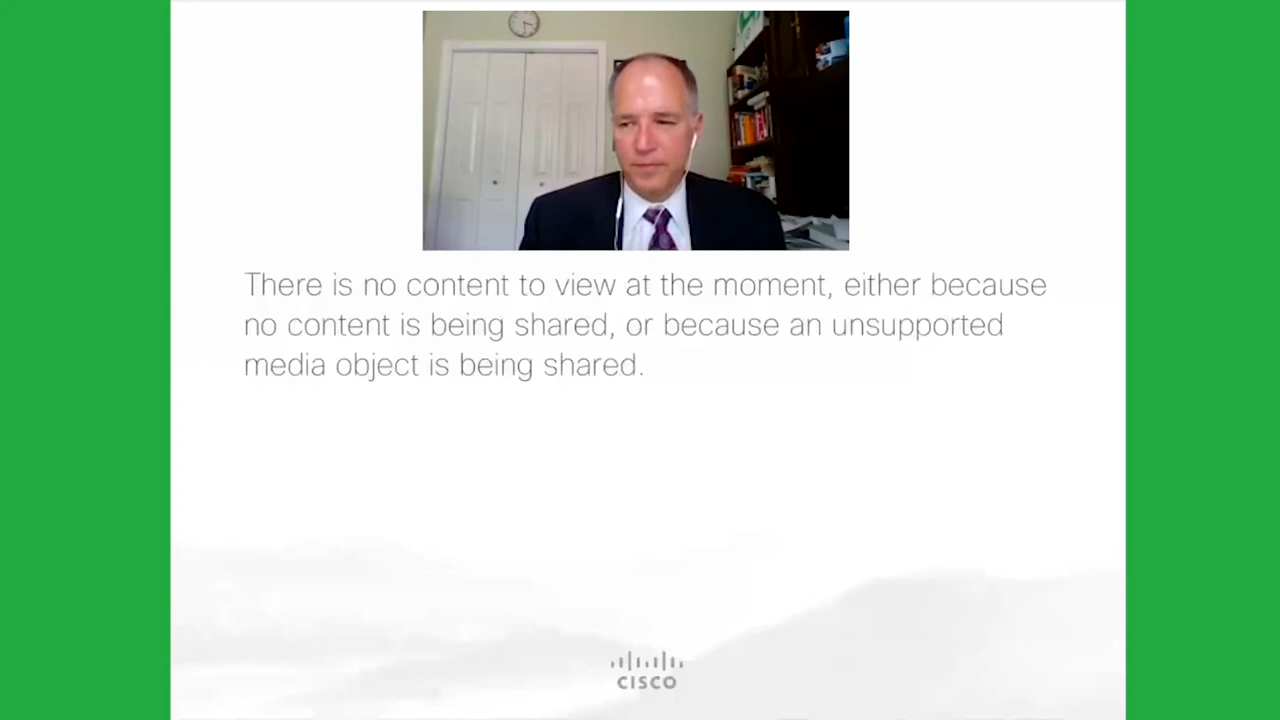 There is no content to view at the moment, either because
no content is being shared, or because an unsupported
media object is being shared.
CISCO